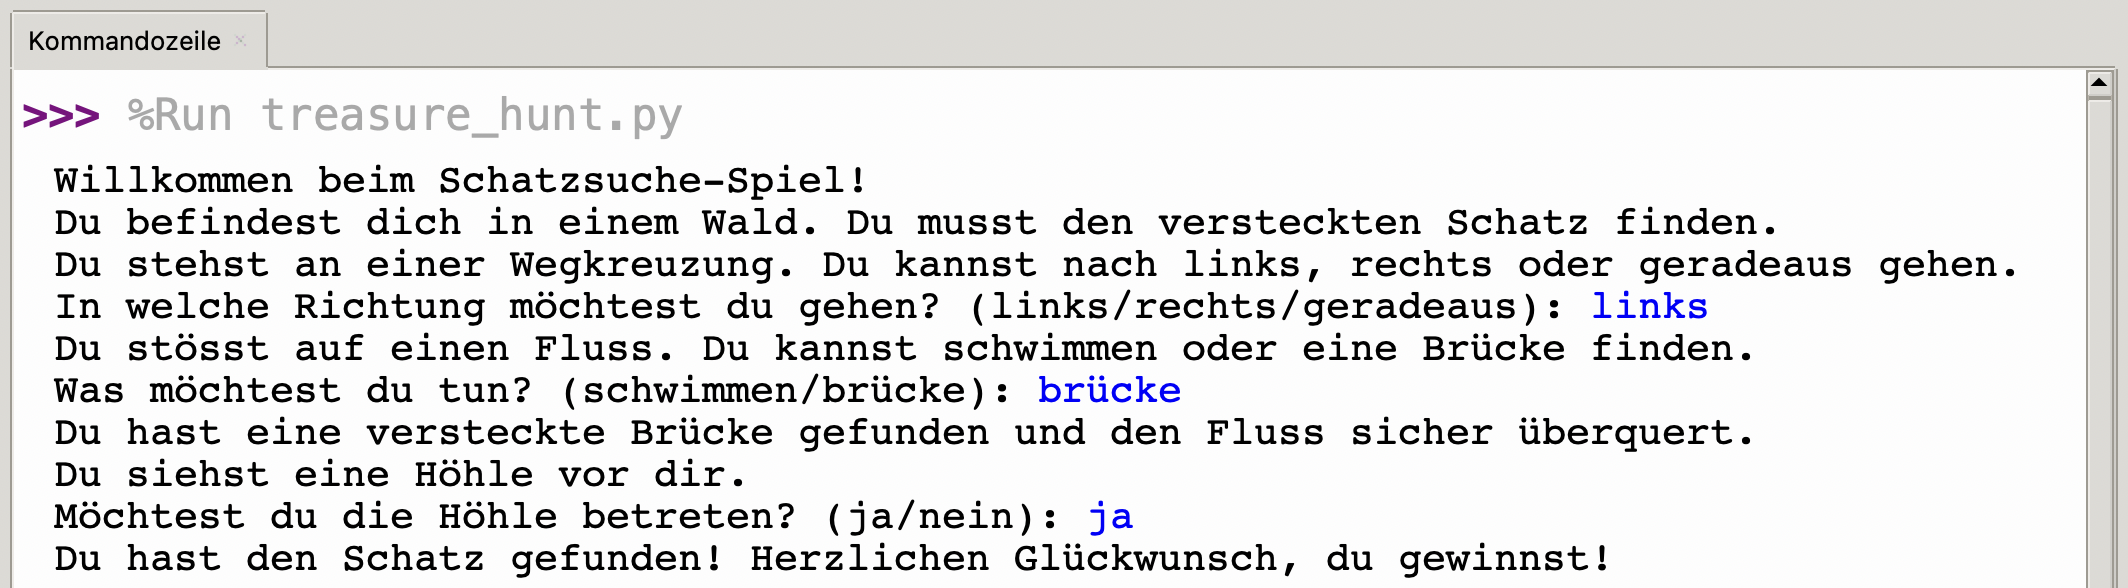 Kommandozeile
>>> %Run treasure_hunt.py
Willkommen beim Schatzsuche-Spiel!
Du befindest dich in einem Wald. Du musst den versteckten Schatz finden.
Du stehst an einer Wegkreuzung. Du kannst nach links, rechts oder geradeaus gehen.
In welche Richtung möchtest du gehen? (links/rechts/geradeaus): links
Du stösst auf einen Fluss. Du kannst schwimmen oder eine Brücke finden.
Was möchtest du tun? (schwimmen/brücke): brücke
Du hast eine versteckte Brücke gefunden und den Fluss sicher überquert.
Du siehst eine Höhle vor dir.
Möchtest du die Höhle betreten? (ja/nein): ja
Du hast den Schatz gefunden! Herzlichen Glückwunsch, du gewinnst!